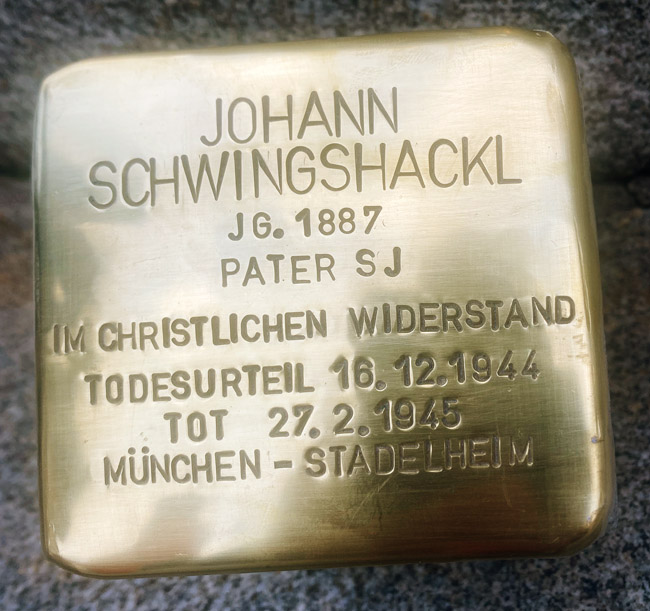 JOHANN
SCHWINGSHACKL
JG. 1887
PATER SJ
IM CHRISTLICHEN WIDERSTAND
TODESURTEIL 16.12.1944
TOT 27.2.1945
MÜNCHEN - STADELHEIM